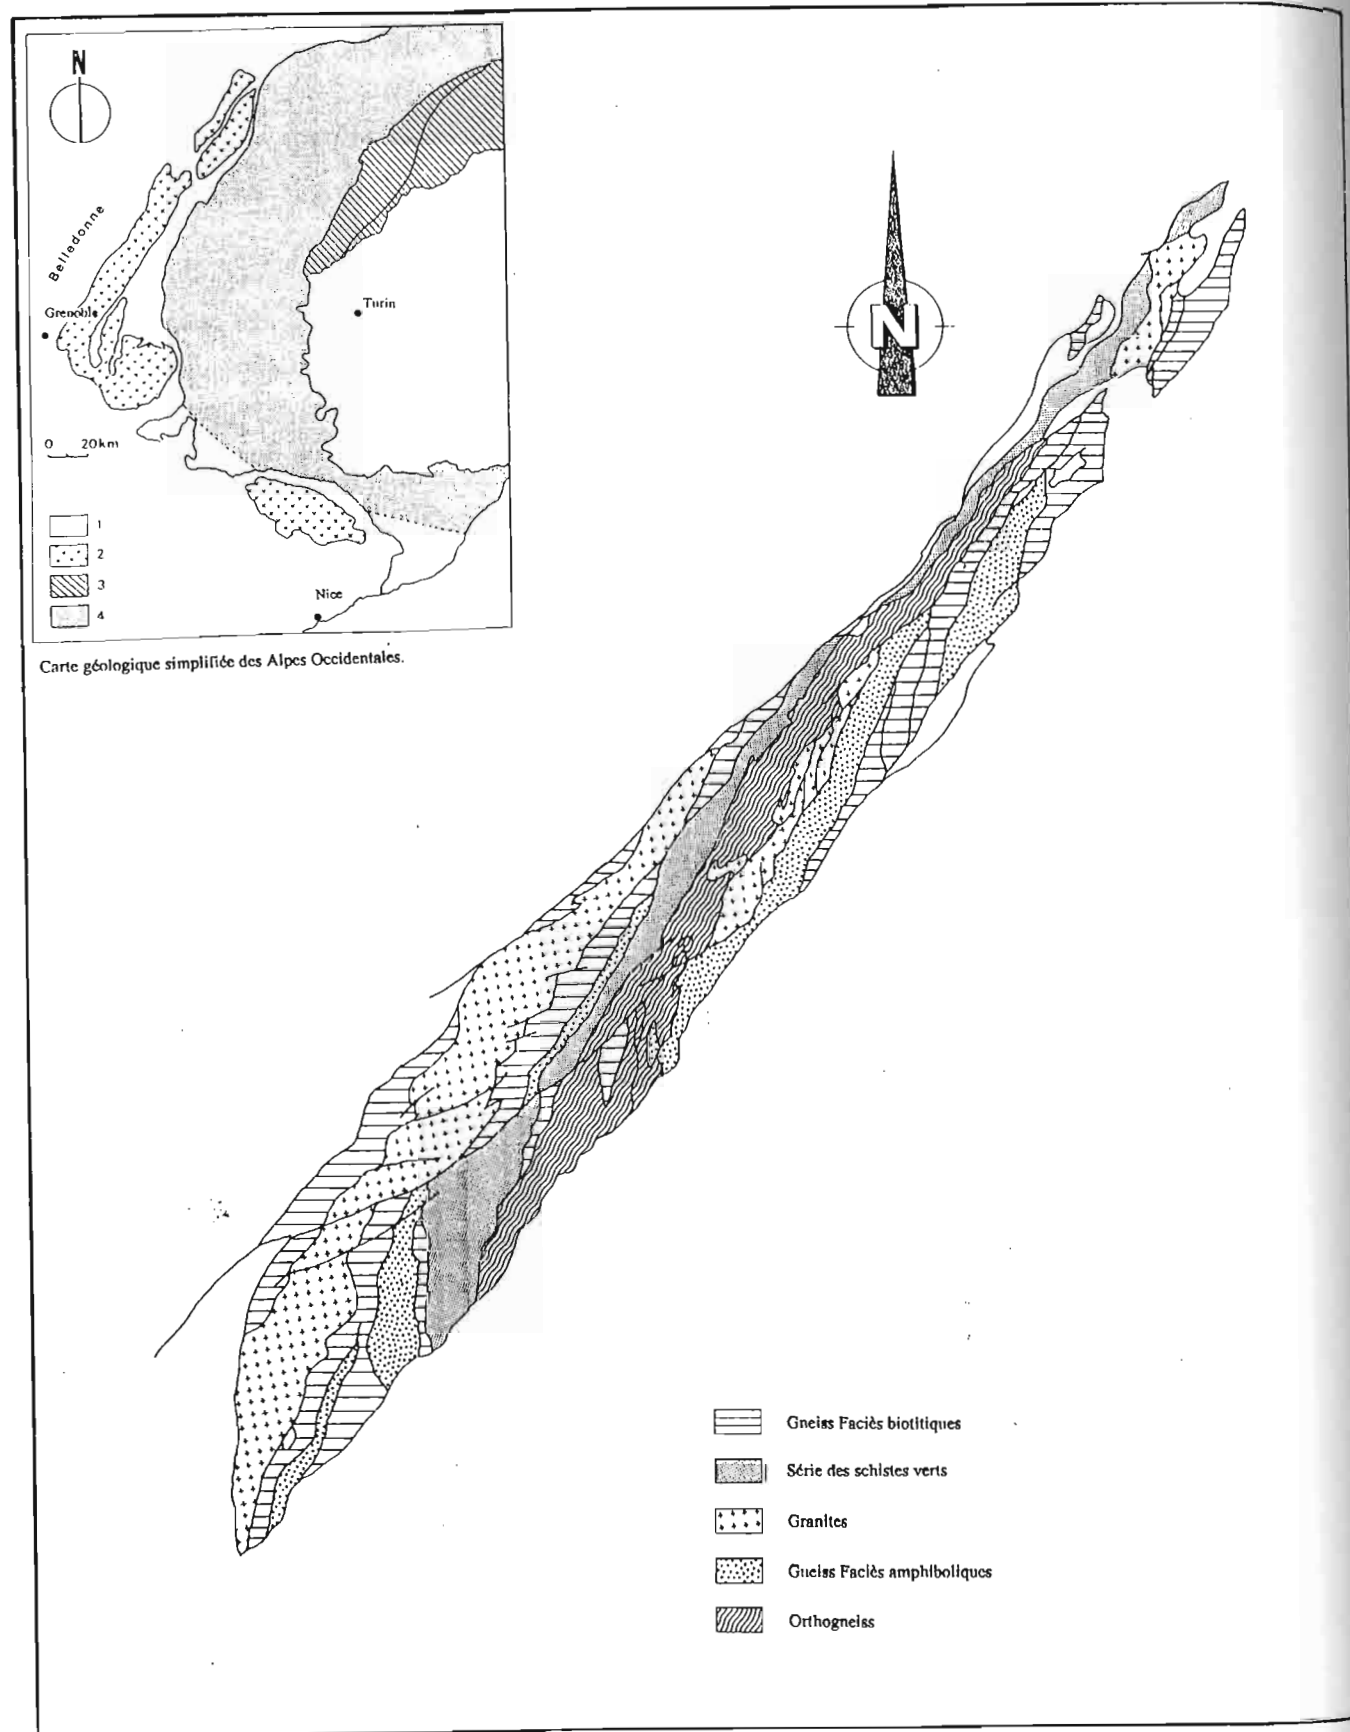 N
Belledonne
Grenoble
Turin
0 20km
1
2
3
4
Nice
Carte géologique simplifiée des Alpes Occidentales.
N
Gneiss Faciès biotitiques
Série des schistes verts
Granites
Gneiss Faciès amphiboliques
Orthogneiss